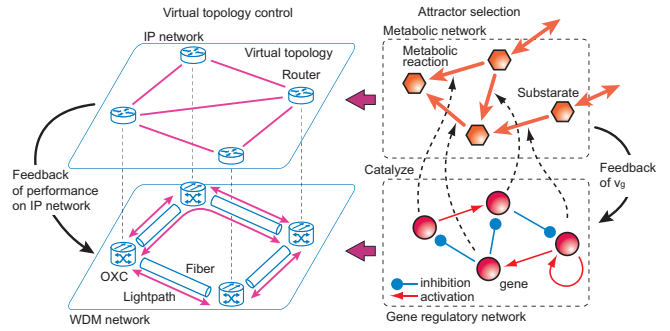 Virtual topology control
Attractor selection
IP network
Virtual topology
Router
Metabolic network
Metabolic
reaction
Substarate
Feedback
of performance
on IP network
Catalyze
Feedback
of vg
OXC
Fiber
Lightpath
WDM network
gene
inhibition
activation
Gene regulatory network